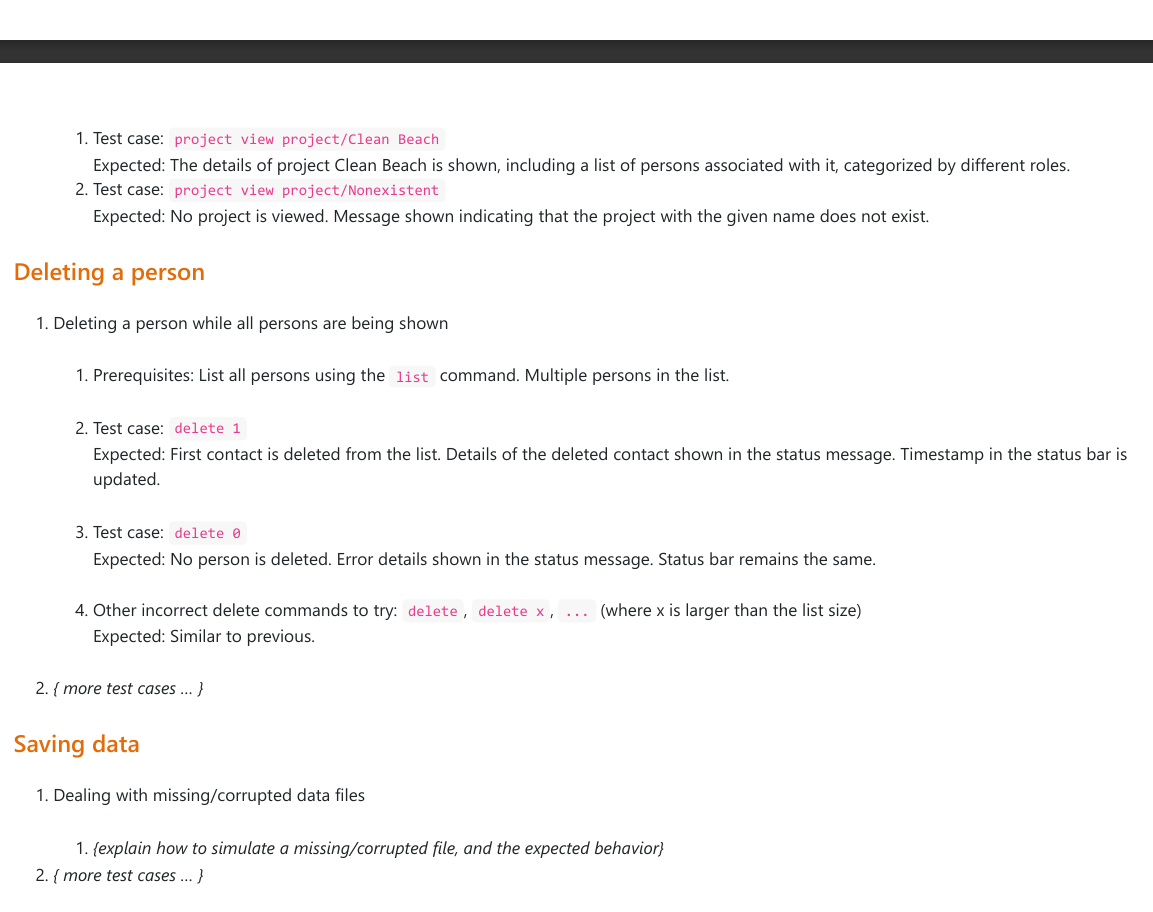 1. Test case: project view project/Clean Beach
Expected: The details of project Clean Beach is shown, including a list of persons associated with it, categorized by different roles.
2. Test case: project view project/Nonexistent
Expected: No project is viewed. Message shown indicating that the project with the given name does not exist.
Deleting a person
1. Deleting a person while all persons are being shown
1. Prerequisites: List all persons using the list command. Multiple persons in the list.
2. Test case: delete 1
Expected: First contact is deleted from the list. Details of the deleted contact shown in the status message. Timestamp in the status bar is
updated.
3. Test case: delete 0
Expected: No person is deleted. Error details shown in the status message. Status bar remains the same.
4. Other incorrect delete commands to try: delete, delete x, ... (where x is larger than the list size)
Expected: Similar to previous.
2. { more test cases … }
Saving data
1. Dealing with missing/corrupted data files
1. {explain how to simulate a missing/corrupted file, and the expected behavior}
2. { more test cases … }